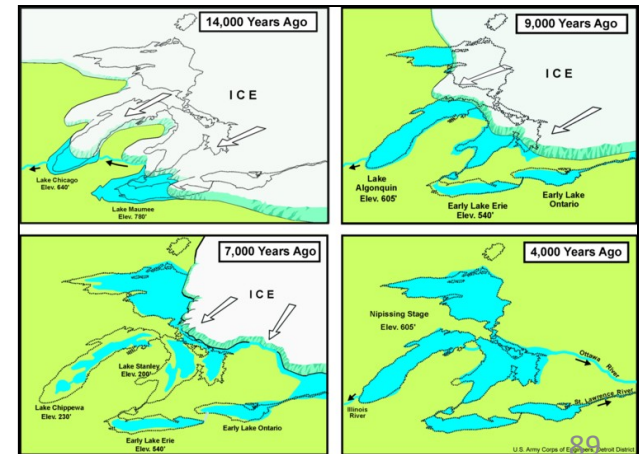 14,000 Years Ago
I C E
Lake Chicago
Elev. 640'
Lake Maumee
Elev. 780'
9,000 Years Ago
I C E
Lake
Algonquin
Elev. 605'
Early Lake Erie
Elev. 540'
Early Lake
Ontario
7,000 Years Ago
I C E
Lake Stanley
Elev. 200'
Lake Chippewa
Elev. 230'
Early Lake Erie
Elev. 540'
Early Lake Ontario
4,000 Years Ago
Nipissing Stage
Elev. 605'
Ottawa
River
St. Lawrence River
Illinois
River
U.S. Army Corps of Engineers, Detroit District
89